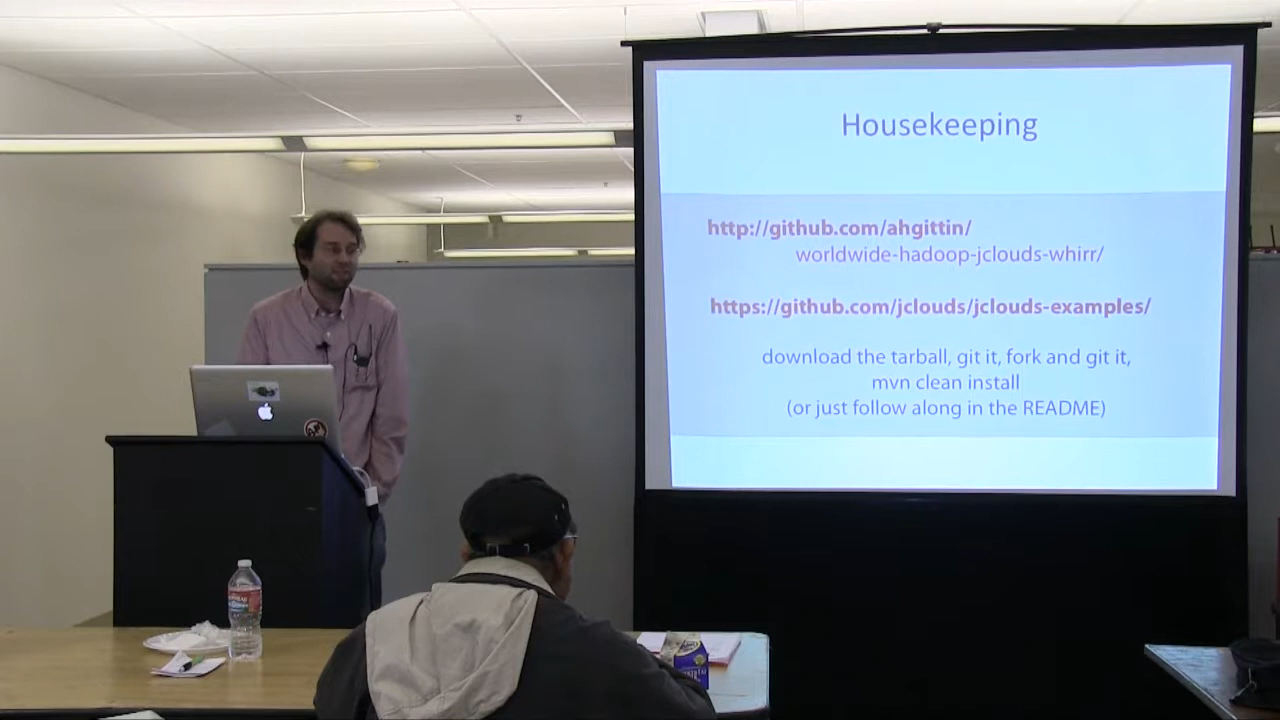 Housekeeping
http://github.com/ahgittin/
worldwide-hadoop-jclouds-whirr/
https://github.com/jclouds/jclouds-examples/
download the tarball, git it, fork and git it,
mvn clean install
(or just follow along in the README)